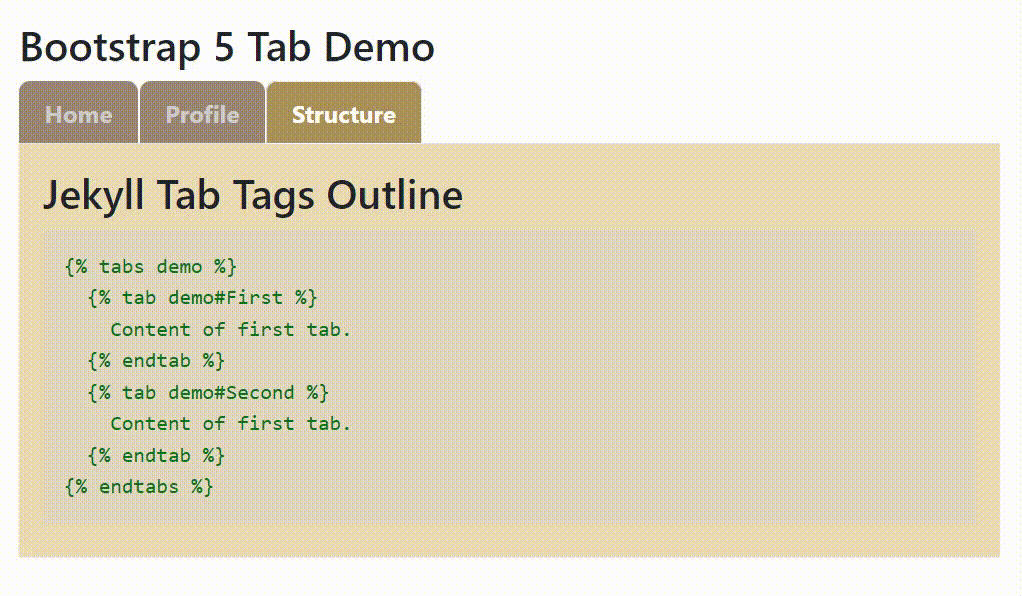 Bootstrap 5 Tab Demo
Home Profile Structure
Jekyll Tab Tags Outline
{% tabs demo %}
  {% tab demo#First %}
    Content of first tab.
  {% endtab %}
  {% tab demo#Second %}
    Content of first tab.
  {% endtab %}
{% endtabs %}